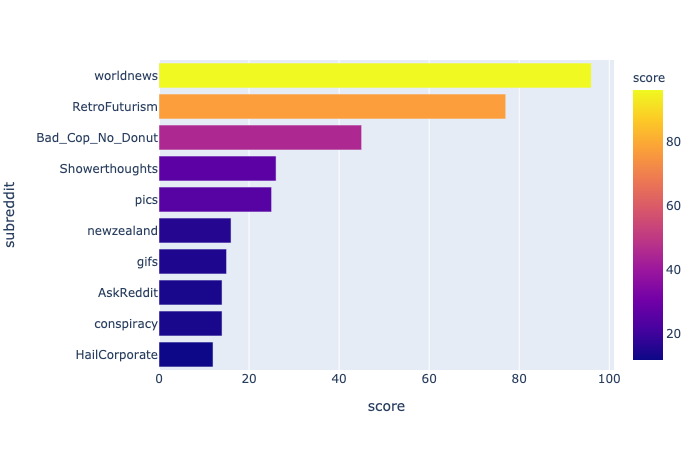 score
worldnews
RetroFuturism
Bad_Cop_No_Donut
Showerthoughts
pics
newzealand
gifs
AskReddit
conspiracy
HailCorporate
subreddit
0 20 40 60 80 100
score
80
60
40
20